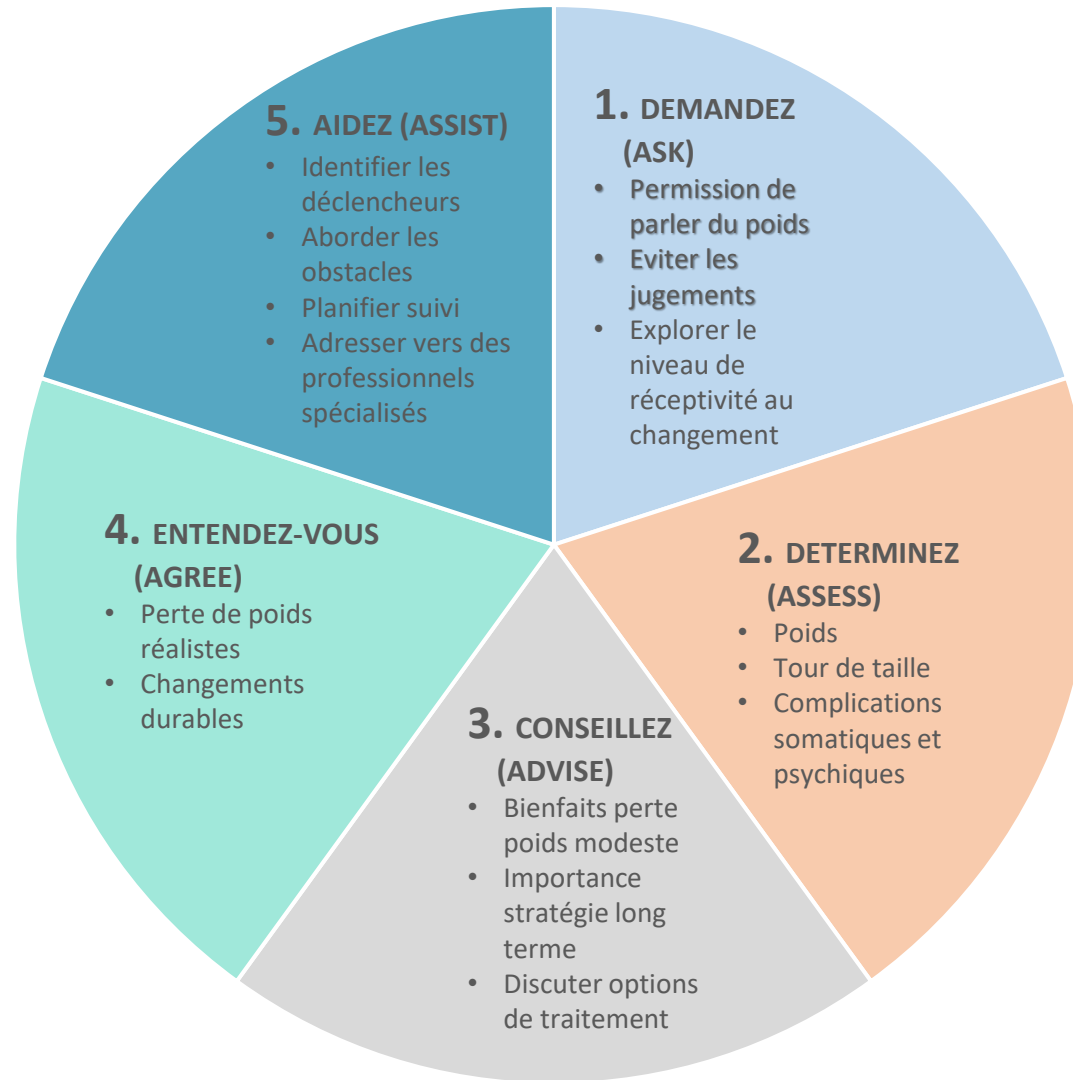 1. DEMANDEZ
(ASK)
• Permission de
parler du poids
• Eviter les
jugements
• Explorer le
niveau de
réceptivité au
changement
2. DETERMINEZ
(ASSESS)
• Poids
• Tour de taille
• Complications
somatiques et
psychiques
3. CONSEILLEZ
(ADVISE)
• Bienfaits perte
poids modeste
• Importance
stratégie long
terme
• Discuter options
de traitement
4. ENTENDEZ-VOUS
(AGREE)
• Perte de poids
réalistes
• Changements
durables
5. AIDEZ (ASSIST)
• Identifier les
déclencheurs
• Aborder les
obstacles
• Planifier suivi
• Adresser vers des
professionnels
spécialisés